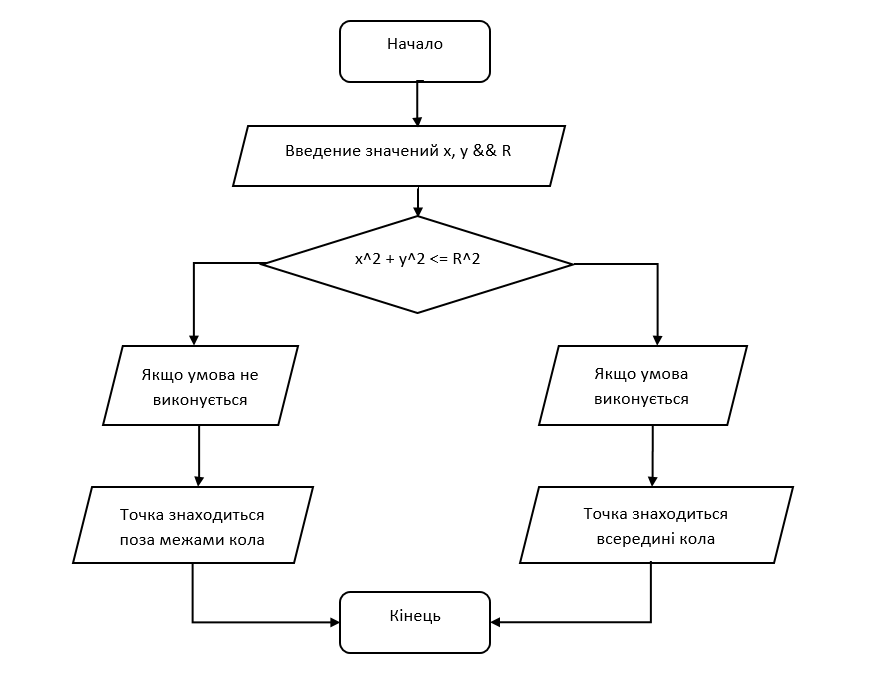 Начало
Введение значений x, y && R
x^2 + y^2 <= R^2
Якщо умова не
виконується
Якщо умова
виконується
Точка знаходиться
поза межами кола
Точка знаходиться
всередині кола
Кінець